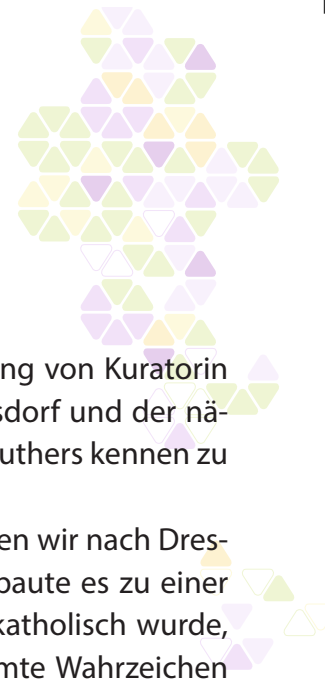 ng von Kuratorin
sdorf und der nä-
uthers kennen zu
en wir nach Dres-
baute es zu einer
katholisch wurde,
mte Wahrzeichen